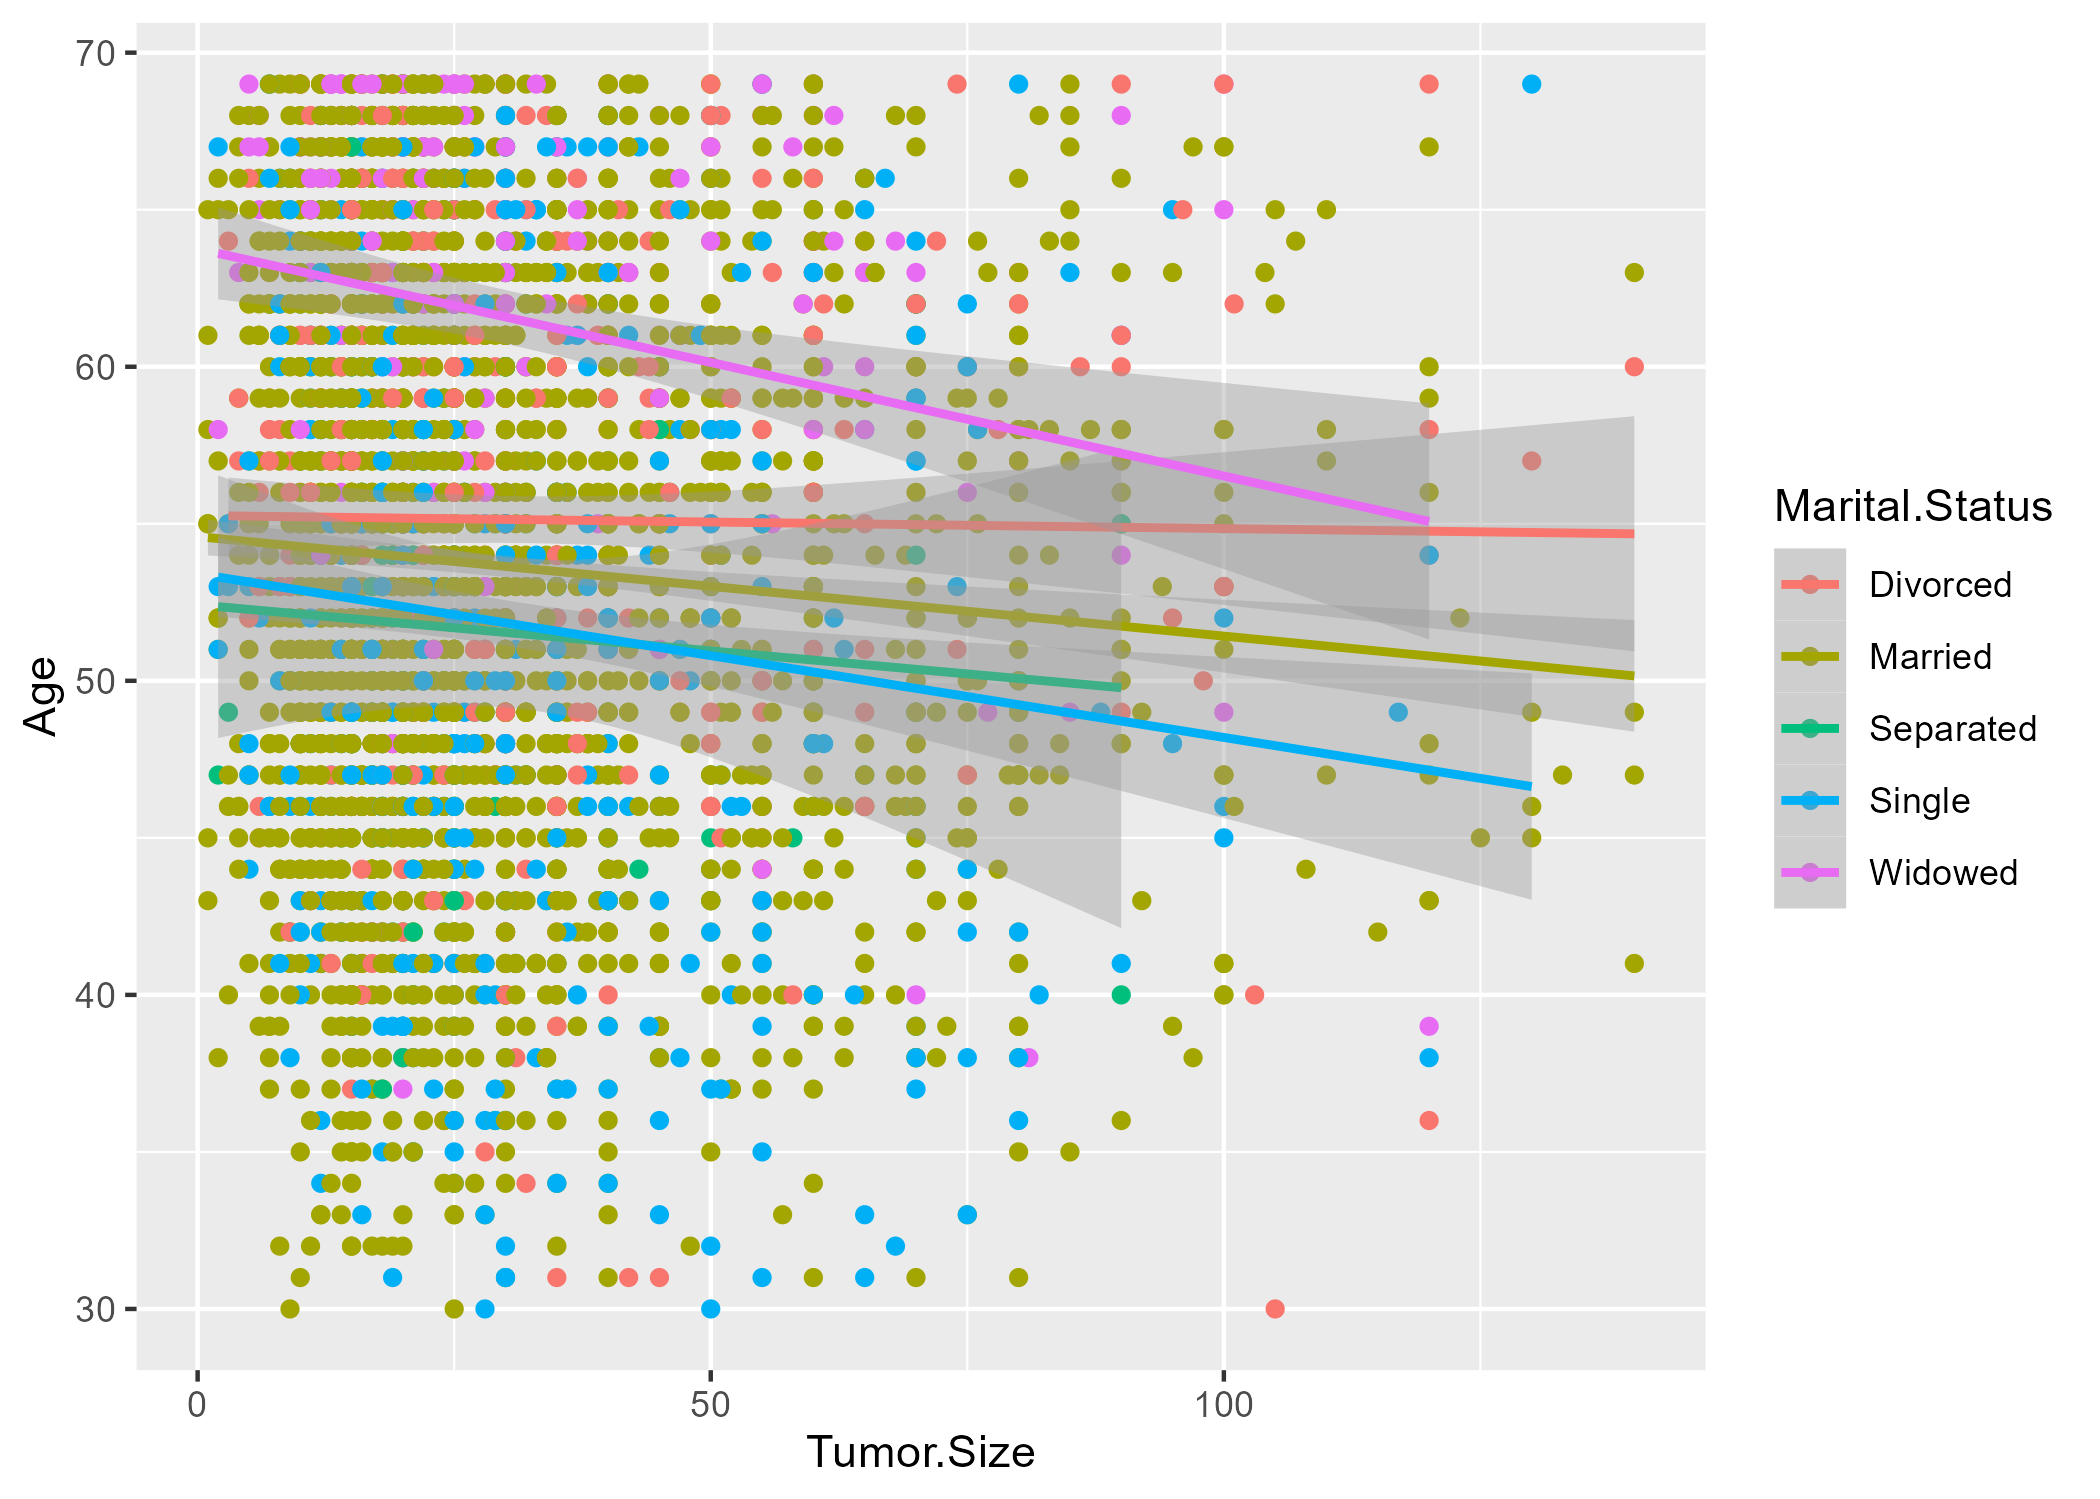 70
60
50
40
30
Age
0
50
100
Tumor.Size
Marital.Status
Divorced
Married
Separated
Single
Widowed